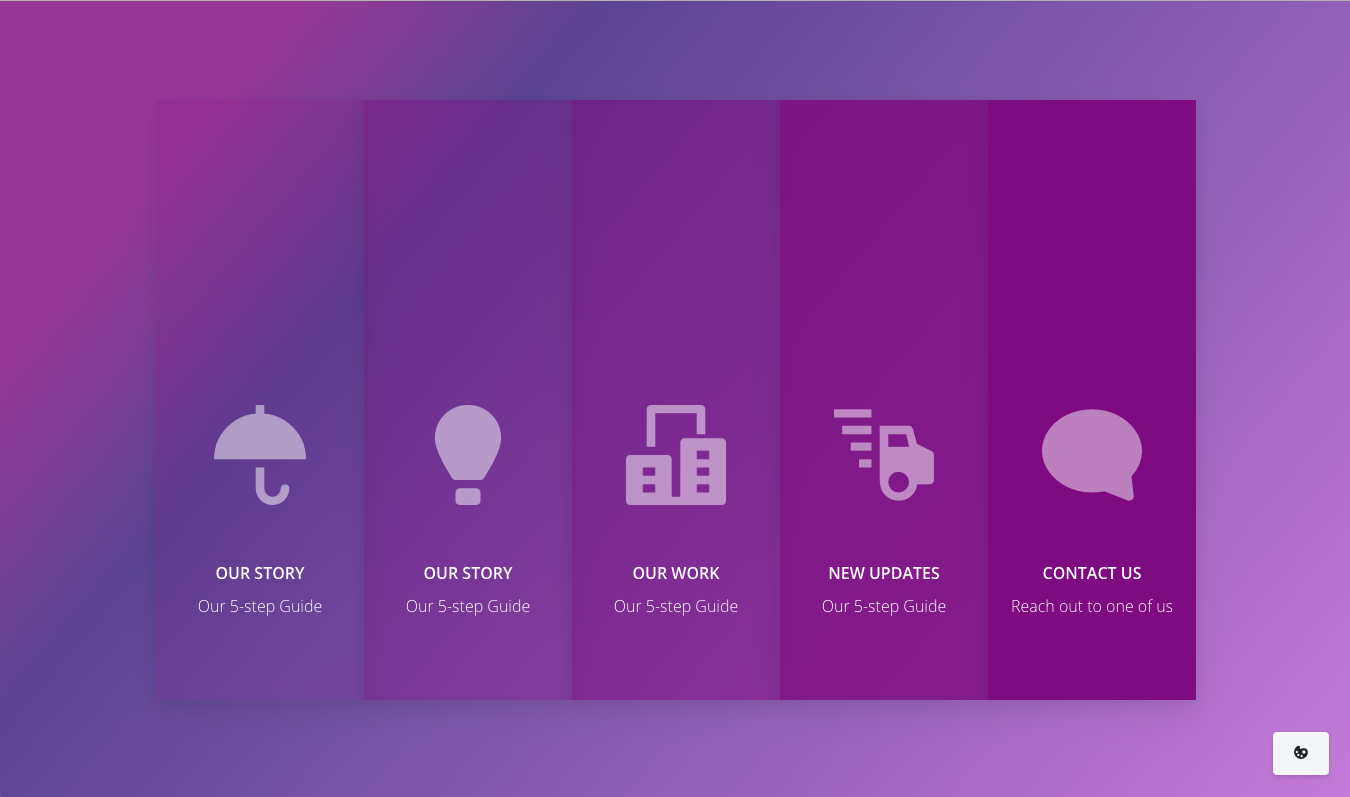 OUR STORY
Our 5-step Guide
OUR STORY
Our 5-step Guide
OUR WORK
Our 5-step Guide
NEW UPDATES
Our 5-step Guide
CONTACT US
Reach out to one of us